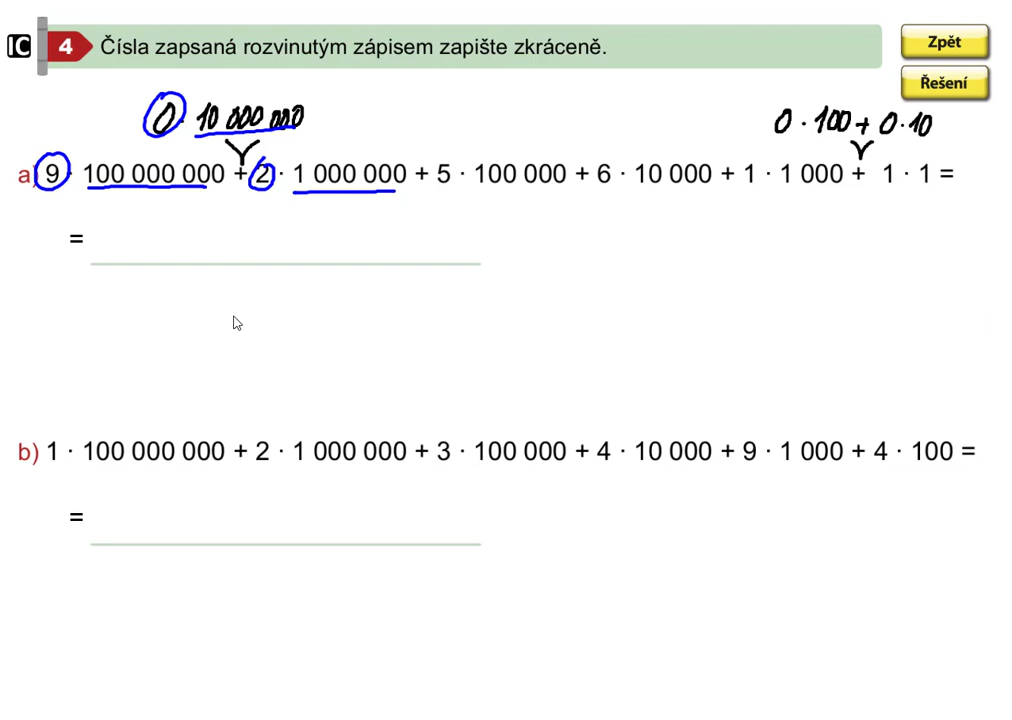 IC 4 Čísla zapsaná rozvinutým zápisem zapište zkráceně.
Zpět
Řešení
0 · 10 000 000
0 · 100 + 0 · 10
a) 9 · 100 000 000 + 2 · 1 000 000 + 5 · 100 000 + 6 · 10 000 + 1 · 1 000 + 1 · 1 =
=
b) 1 · 100 000 000 + 2 · 1 000 000 + 3 · 100 000 + 4 · 10 000 + 9 · 1 000 + 4 · 100 =
=